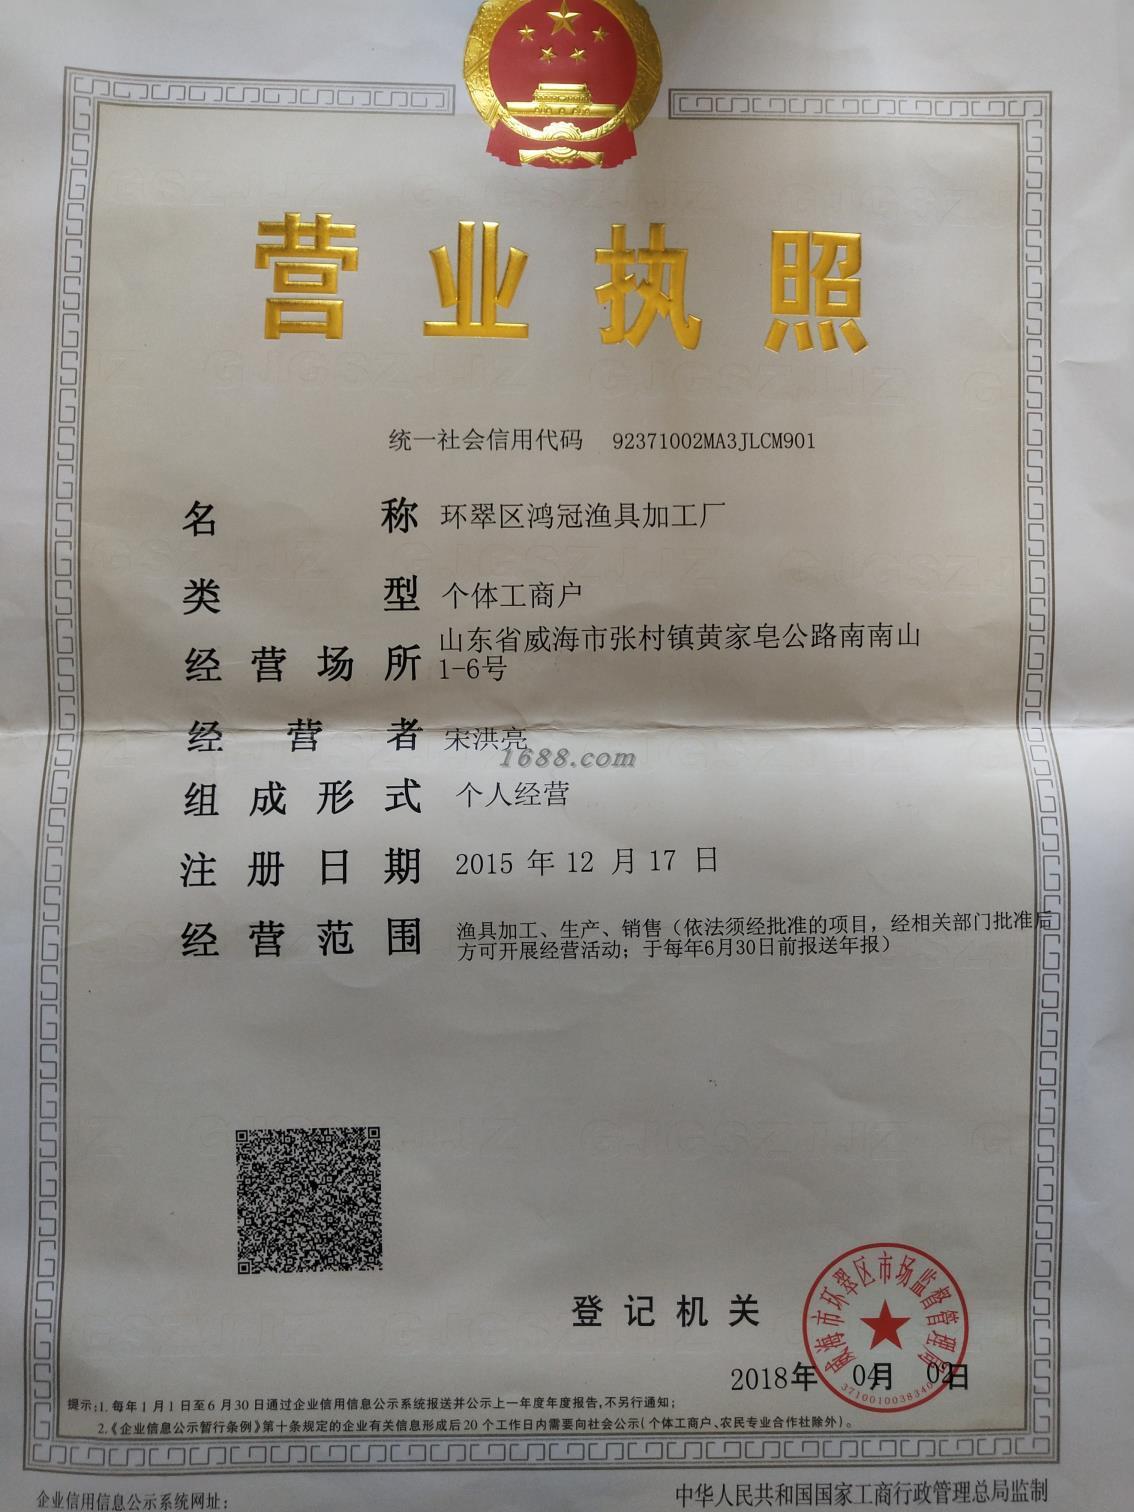 营业执照
统一社会信用代码 92371002MA3JLCM901
名称 环翠区鸿冠渔具加工厂
类型 个体工商户
经营场所 山东省威海市张村镇黄家皂公路南南山
1-6号
经营者 宋洪亮
1688.com
组成形式 个人经营
注册日期 2015 年 12 月 17 日
经营范围 渔具加工、生产、销售（依法须经批准的项目，经相关部门批准后
方可开展经营活动；于每年6月30日前报送年报）
登记机关
威海市环翠区市场监督管理局
3710010038340
2018年 04月 02日
提示：1. 每年1月1日至6月30日通过企业信用信息公示系统报送并公示上一年度年度报告，不另行通知；
2.《企业信息公示暂行条例》第十条规定的企业有关信息形成后20个工作日内需要向社会公示（个体工商户、农民专业合作社除外）。
企业信用信息公示系统网址：
中华人民共和国国家工商行政管理总局监制